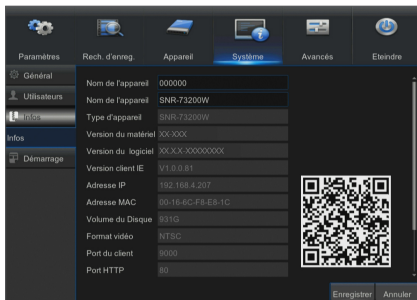 Paramètres Rech. d'enreg. Appareil Système Avancés Eteindre
Général
Utilisateurs
Infos
Infos
Démarrage
Nom de l'appareil 000000
Nom de l'appareil SNR-73200W
Type d'appareil SNR-73200W
Version du matériel XX-XXX
Version du logiciel XX.X.X-XXXXXXX
Version client IE V1.0.0.61
Adresse IP 192.168.4.207
Adresse MAC 00-16-6C-F8-E8-1C
Volume du Disque 931G
Format vidéo NTSC
Port du client 9000
Port HTTP 80
Enregistrer Annuler